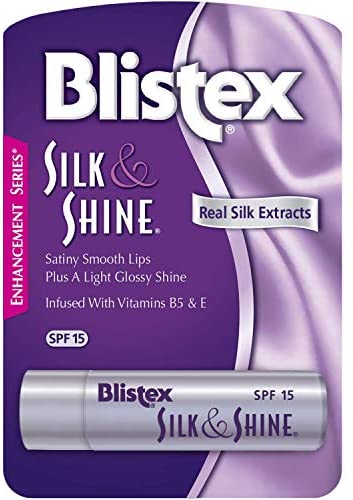 Blistex®
ENHANCEMENT SERIES®
SILK &
SHINE®
Real Silk Extracts
Satiny Smooth Lips
Plus A Light Glossy Shine
Infused With Vitamins B5 & E
SPF 15
Blistex® SPF 15
SILK & SHINE®